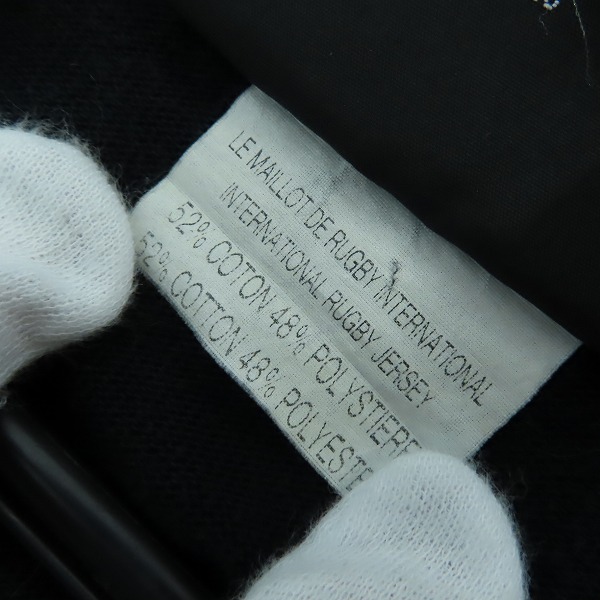 LE MAILLOT DE RUGBY INTERNATIONAL
INTERNATIONAL RUGBY JERSEY
52% COTON 48% POLYSTIERE
52% COTTON 48% POLYESTE